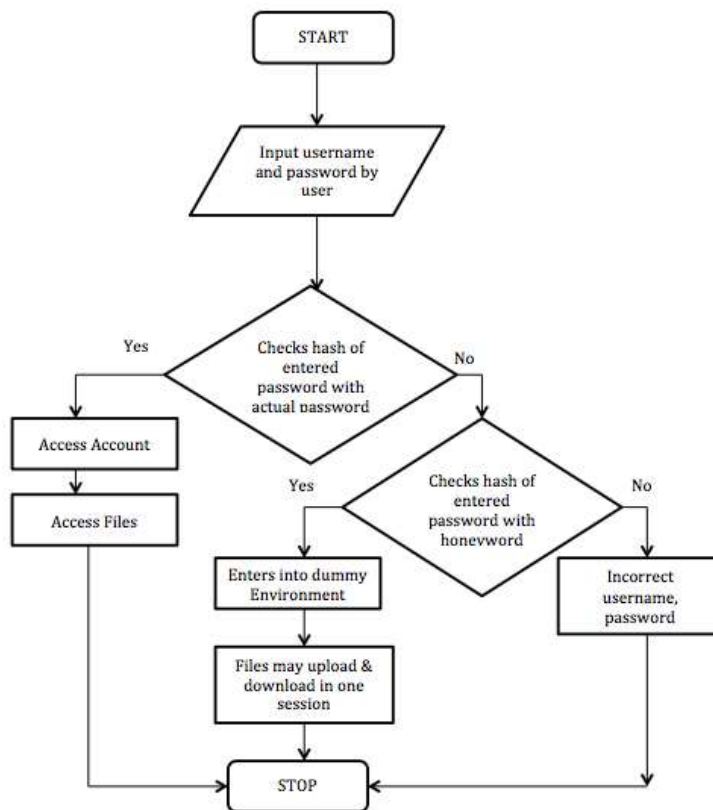 START
Input username
and password by
user
Yes
Checks hash of
entered
password with
actual password
No
Access Account
Access Files
Yes
Checks hash of
entered
password with
honeyword
No
Enters into dummy
Environment
Incorrect
username,
password
Files may upload &
download in one
session
STOP